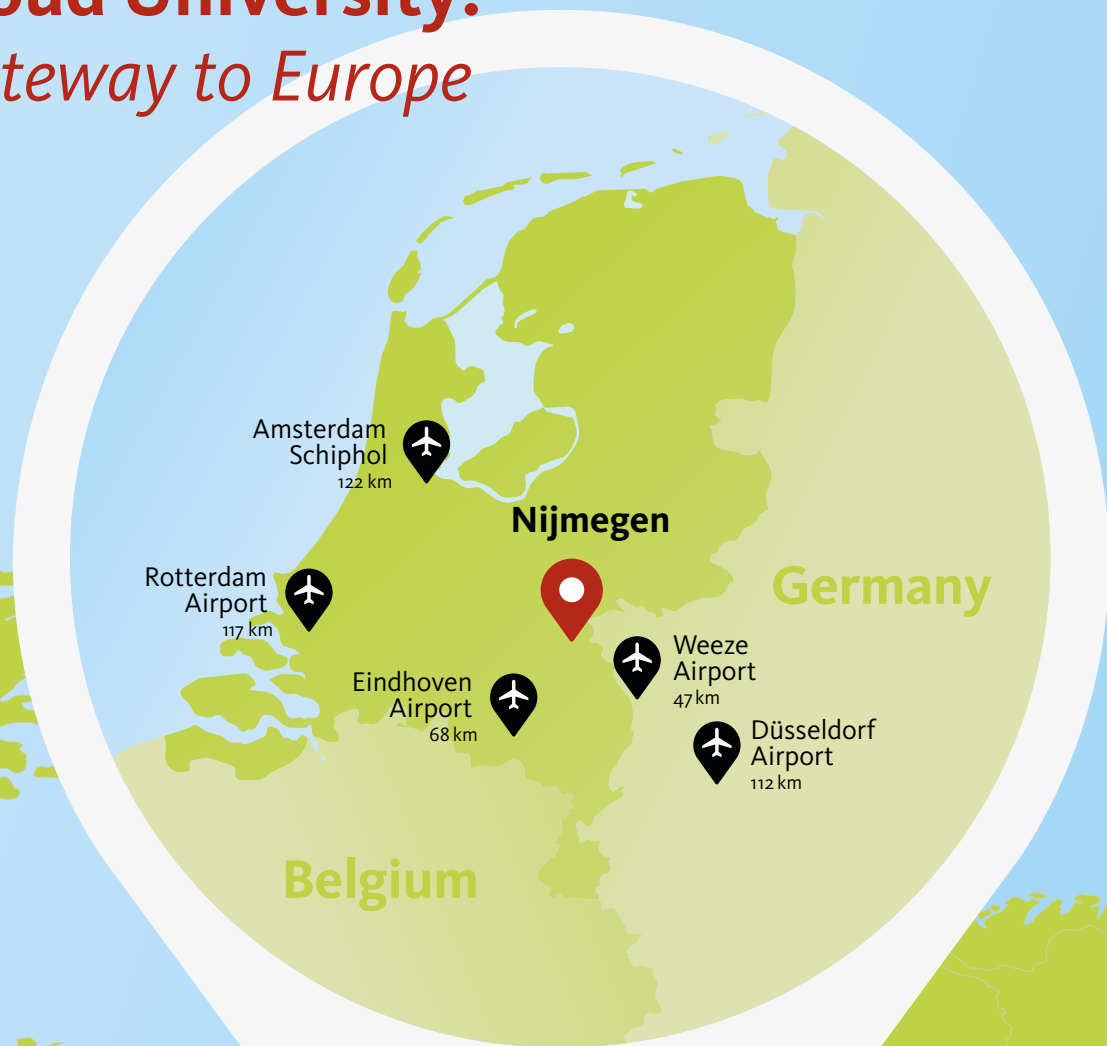 University:
teway to Europe
Amsterdam
Schiphol
122 km
Nijmegen
Rotterdam
Airport
117 km
Germany
Weeze
Airport
47 km
Eindhoven
Airport
68 km
Düsseldorf
Airport
112 km
Belgium